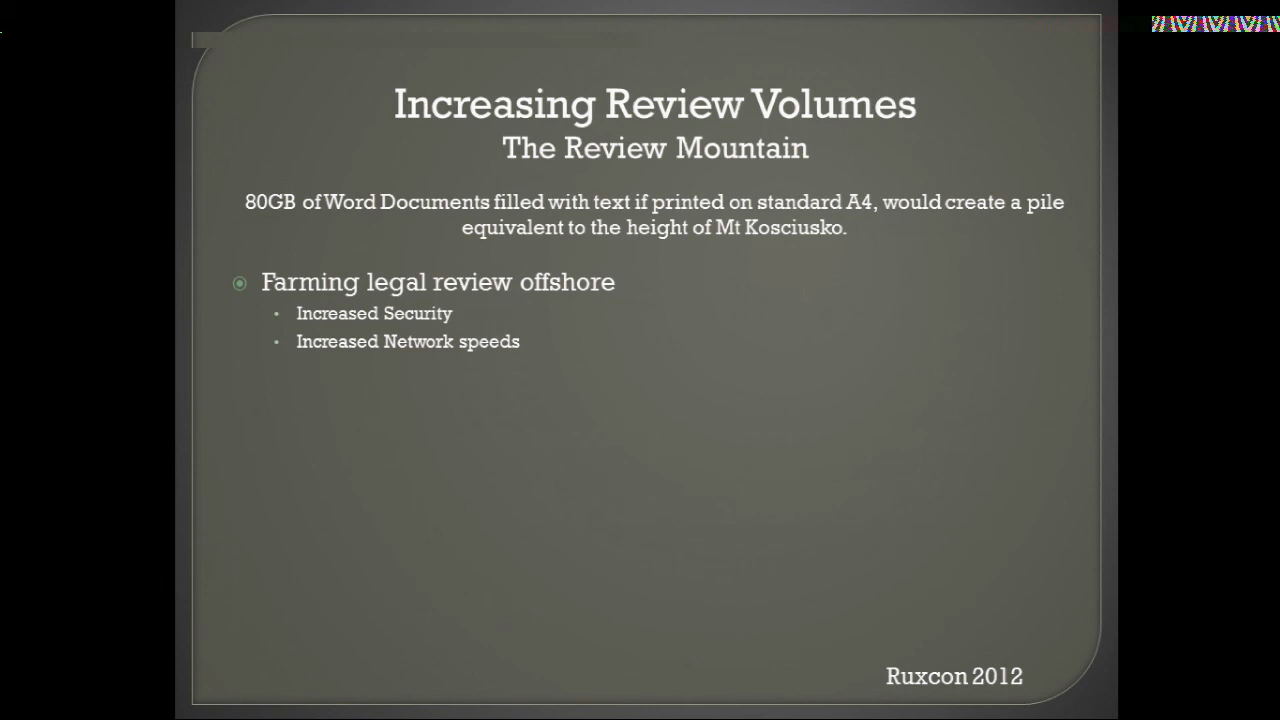 Increasing Review Volumes
The Review Mountain
80GB of Word Documents filled with text if printed on standard A4, would create a pile
equivalent to the height of Mt Kosciusko.
Farming legal review offshore
Increased Security
Increased Network speeds
Ruxcon 2012